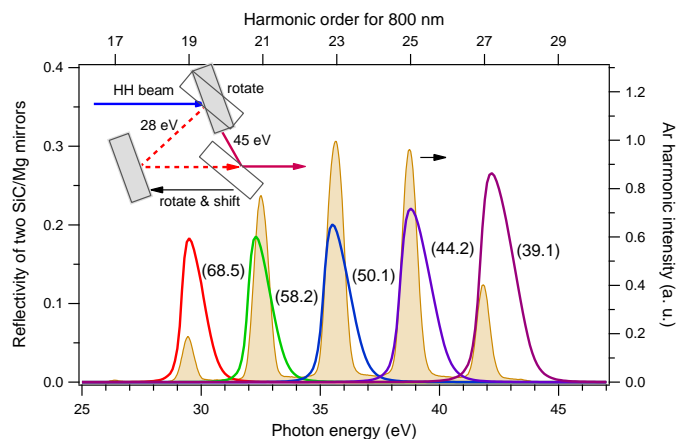 Harmonic order for 800 nm
17 19 21 23 25 27 29
Reflectivity of two SiC/Mg mirrors
0.4
0.3
0.2
0.1
0.0
HH beam
rotate
28 eV
45 eV
rotate & shift
(68.5)
(58.2)
(50.1)
(44.2)
(39.1)
1.2
1.0
0.8
0.6
0.4
0.2
0.0
Ar harmonic intensity (a. u.)
25 30 35 40 45
Photon energy (eV)